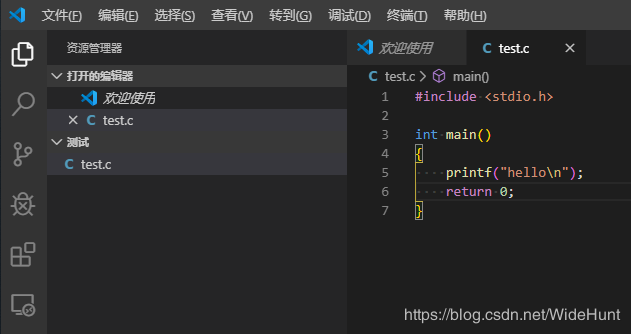 文件(F) 编辑(E) 选择(S) 查看(V) 转到(G) 调试(D) 终端(T) 帮助(H)
资源管理器
打开的编辑器
欢迎使用
test.c
测试
test.c
欢迎使用 test.c
test.c > main()
1 #include <stdio.h>
2
3 int main()
4 {
5 printf("hello\n");
6 return 0;
7 }
https://blog.csdn.net/WideHunt